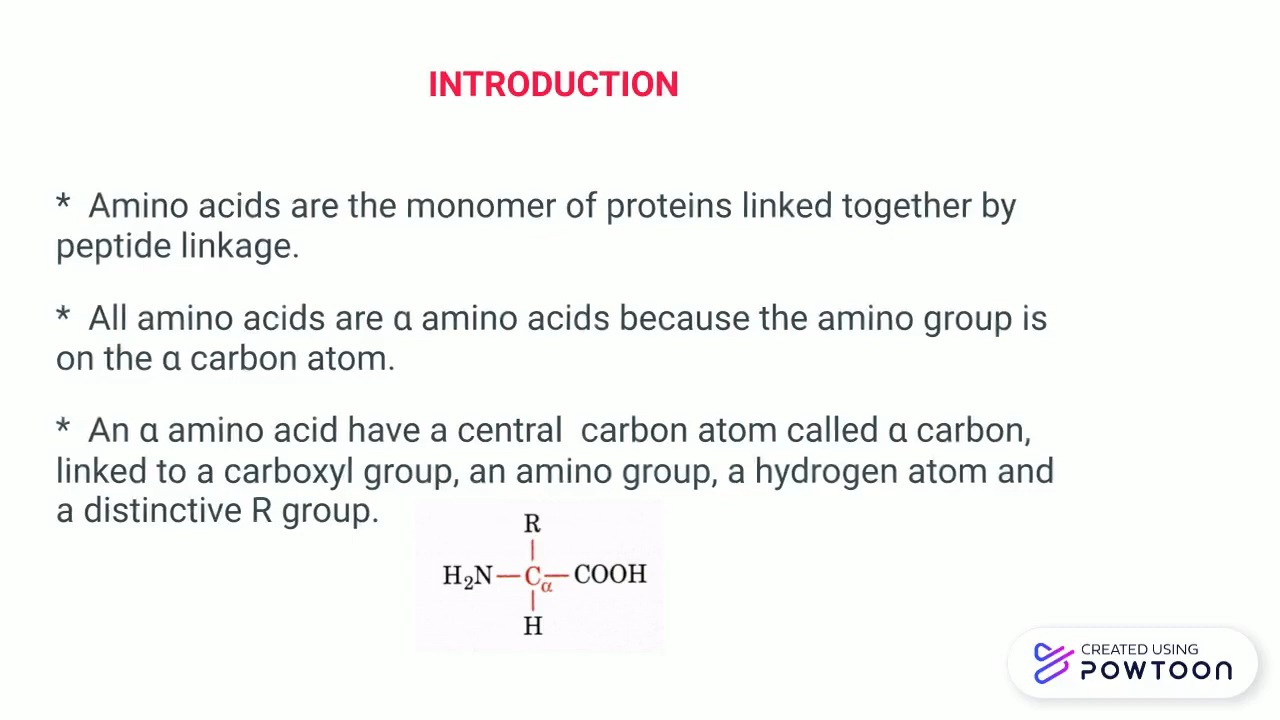 INTRODUCTION
* Amino acids are the monomer of proteins linked together by
peptide linkage.
* All amino acids are α amino acids because the amino group is
on the α carbon atom.
* An α amino acid have a central carbon atom called α carbon,
linked to a carboxyl group, an amino group, a hydrogen atom and
a distinctive R group.
R
H₂N—Cα—COOH
H
CREATED USING
POWTOON